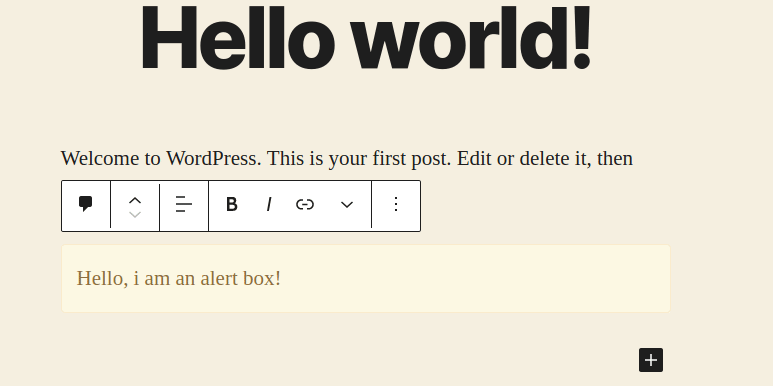 Hello world!
Welcome to WordPress. This is your first post. Edit or delete it, then
B I
Hello, i am an alert box!